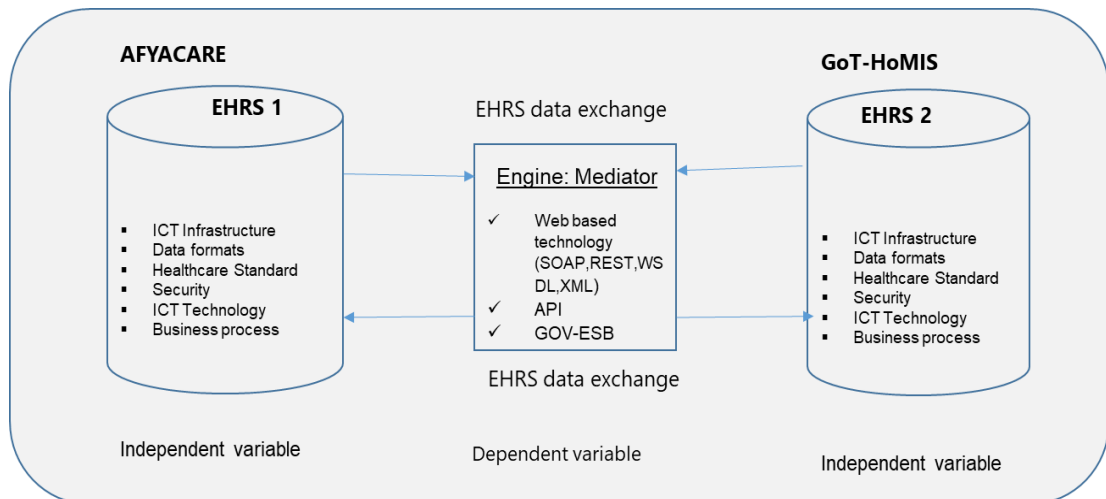 AFYACARE
EHRS 1
ICT Infrastructure
Data formats
Healthcare Standard
Security
ICT Technology
Business process
Independent variable
EHRS data exchange
Engine: Mediator
Web based
technology
(SOAP,REST,WS
DL,XML)
API
GOV-ESB
EHRS data exchange
Dependent variable
GoT-HoMIS
EHRS 2
ICT Infrastructure
Data formats
Healthcare Standard
Security
ICT Technology
Business process
Independent variable